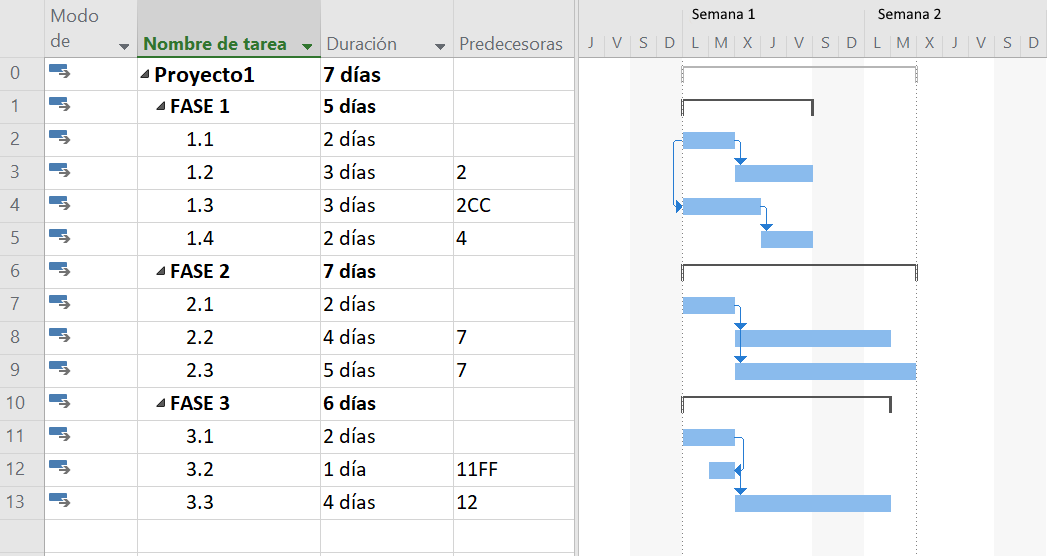 Modo de Nombre de tarea Duración Predecesoras
Semana 1 Semana 2
J V S D L M X J V S D L M X J V S D
0 Proyecto1 7 días
1 FASE 1 5 días
2 1.1 2 días
3 1.2 3 días 2
4 1.3 3 días 2CC
5 1.4 2 días 4
6 FASE 2 7 días
7 2.1 2 días
8 2.2 4 días 7
9 2.3 5 días 7
10 FASE 3 6 días
11 3.1 2 días
12 3.2 1 día 11FF
13 3.3 4 días 12